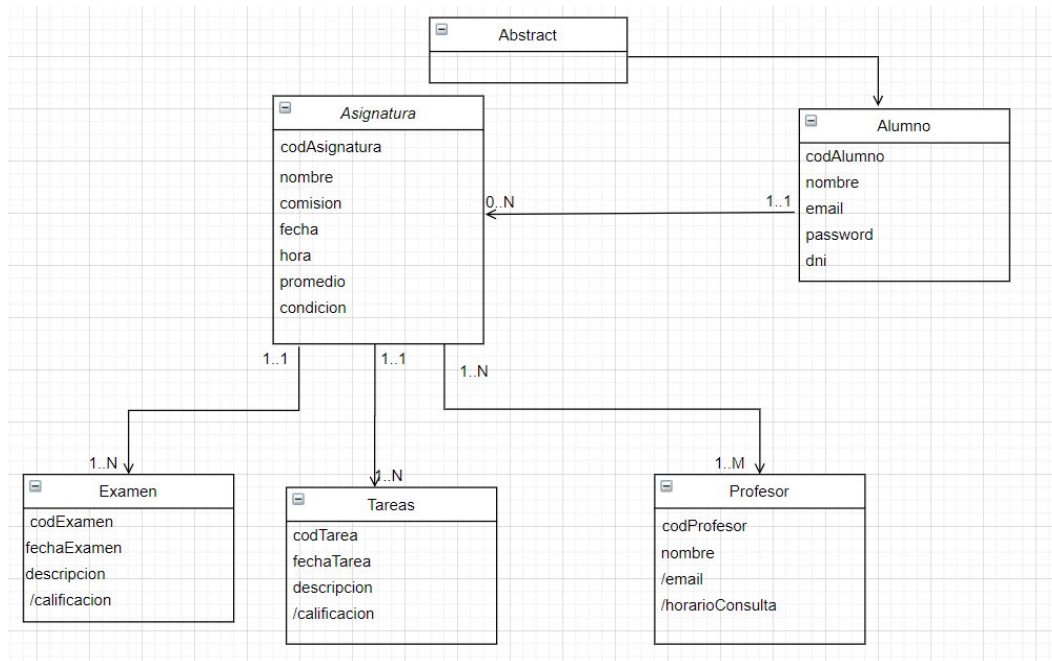 Abstract
Asignatura
codAsignatura
nombre
comision
fecha
hora
promedio
condicion
Alumno
codAlumno
nombre
email
password
dni
0..N
1..1
1..1
1..1
1..N
1..N
1..N
1..M
Examen
codExamen
fechaExamen
descripcion
/calificacion
Tareas
codTarea
fechaTarea
descripcion
/calificacion
Profesor
codProfesor
nombre
/email
/horarioConsulta